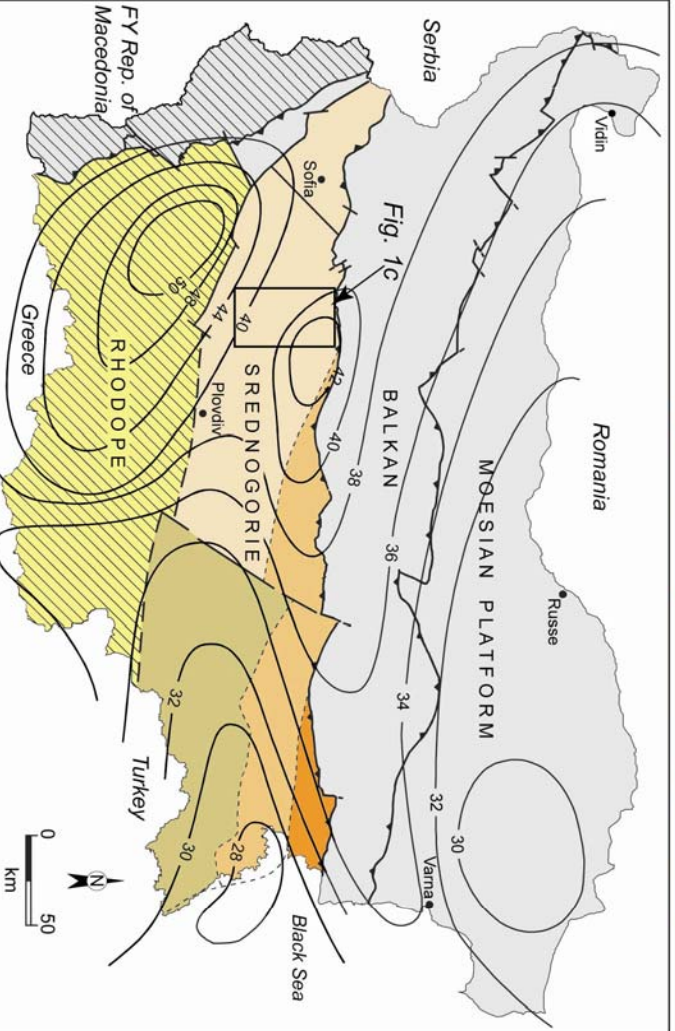 Romania
Vidin
Russe
Serbia
MOESIAN PLATFORM
Varna
30
32
34
36
38
40
42
BALKAN
Fig. 1c
Sofia
SREDNOGORIE
Plovdiv
40
44
48
50
RHODOPE
FY Rep. of
Macedonia
Greece
Turkey
Black Sea
32
30
28
0 50
km
N